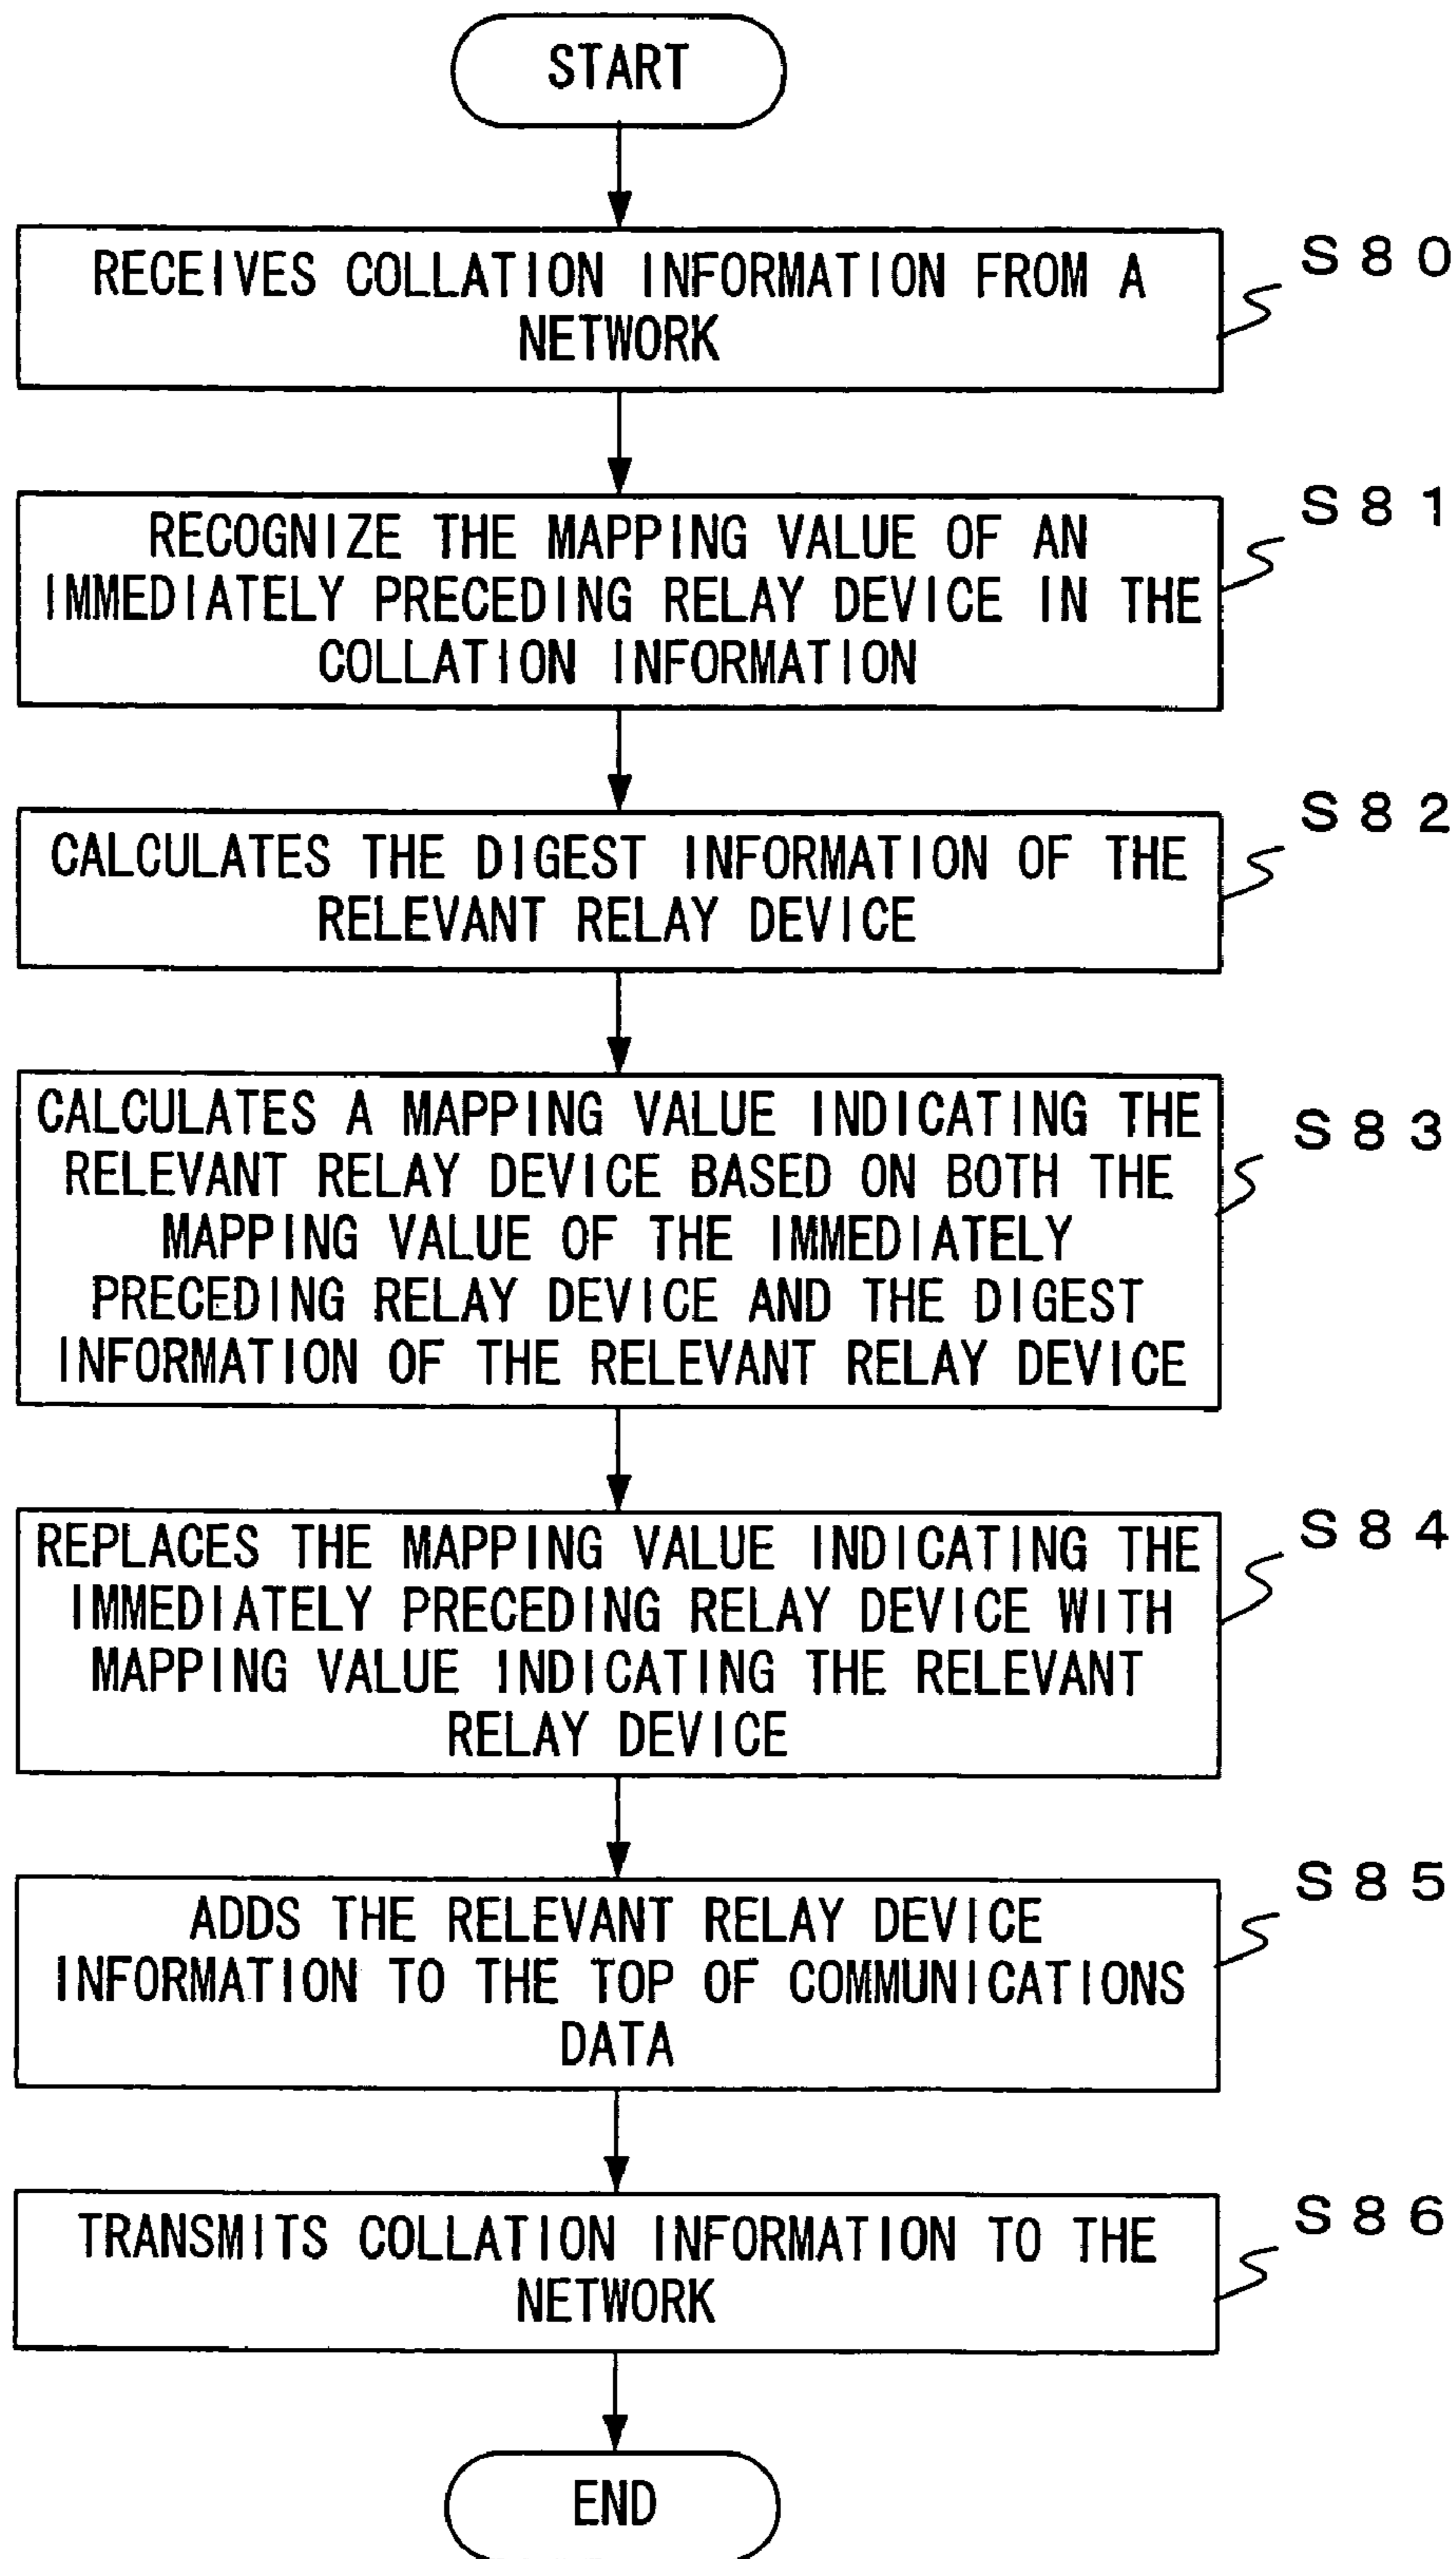 START
RECEIVES COLLATION INFORMATION FROM A
NETWORK
S80
RECOGNIZE THE MAPPING VALUE OF AN
IMMEDIATELY PRECEDING RELAY DEVICE IN THE
COLLATION INFORMATION
S81
CALCULATES THE DIGEST INFORMATION OF THE
RELEVANT RELAY DEVICE
S82
CALCULATES A MAPPING VALUE INDICATING THE
RELEVANT RELAY DEVICE BASED ON BOTH THE
MAPPING VALUE OF THE IMMEDIATELY
PRECEDING RELAY DEVICE AND THE DIGEST
INFORMATION OF THE RELEVANT RELAY DEVICE
S83
REPLACES THE MAPPING VALUE INDICATING THE
IMMEDIATELY PRECEDING RELAY DEVICE WITH
MAPPING VALUE INDICATING THE RELEVANT
RELAY DEVICE
S84
ADDS THE RELEVANT RELAY DEVICE
INFORMATION TO THE TOP OF COMMUNICATIONS
DATA
S85
TRANSMITS COLLATION INFORMATION TO THE
NETWORK
S86
END